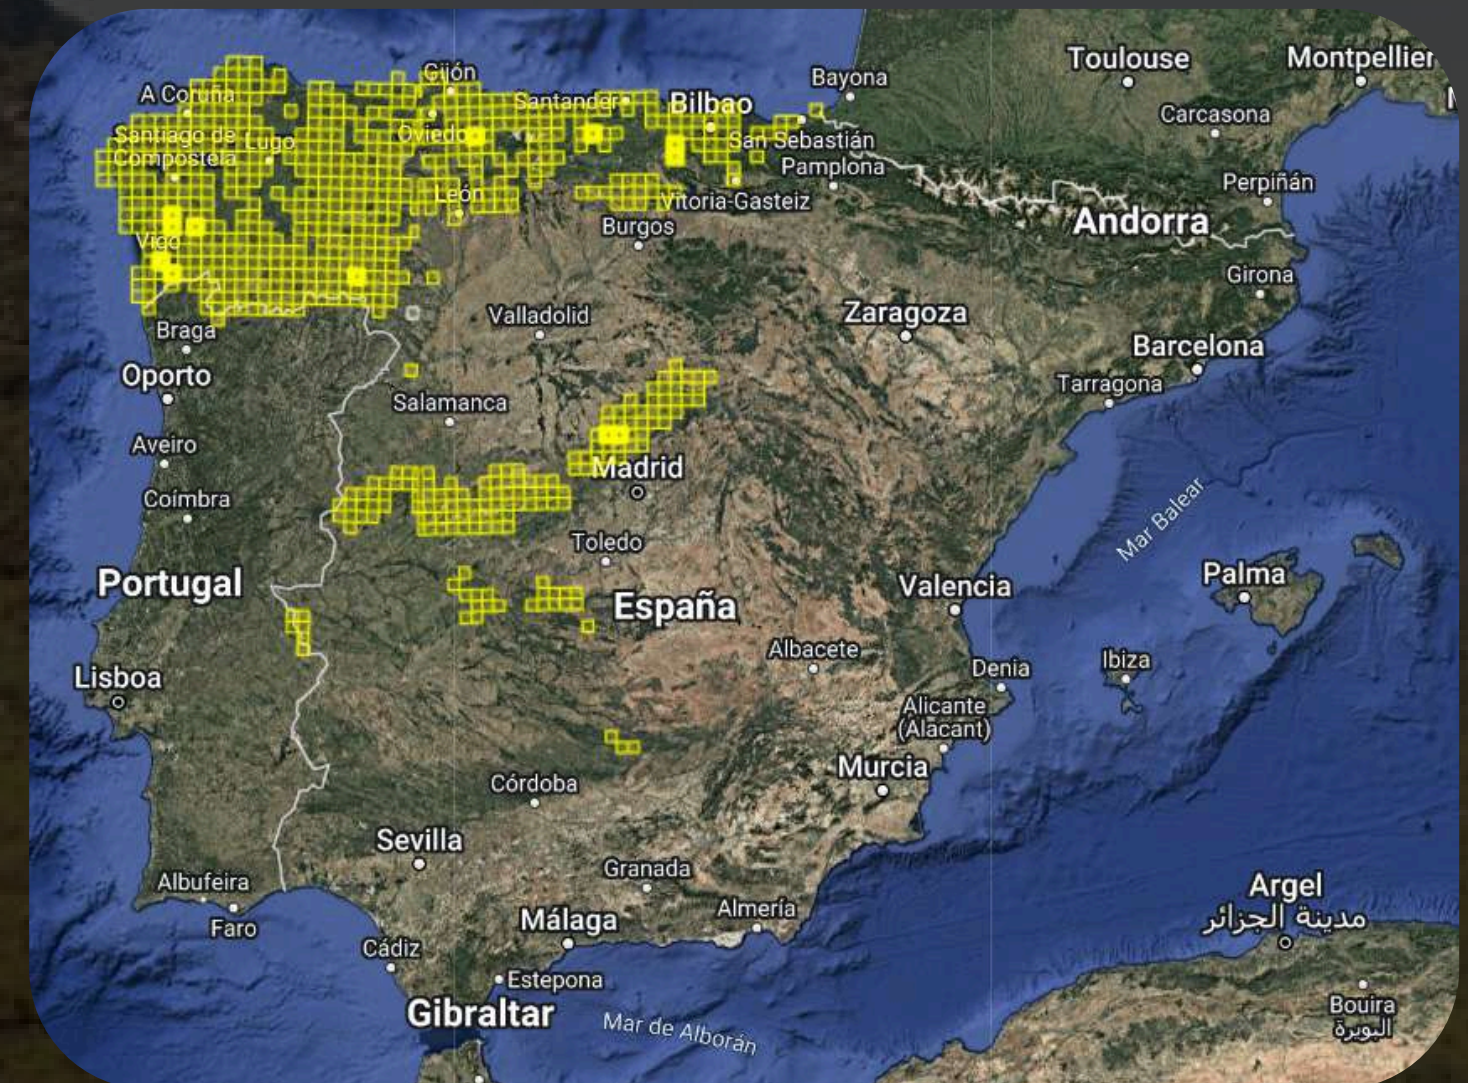 Toulouse
Montpellier
Gijón
Bayona
A Coruña
Santander
Bilbao
Carcasona
Santiago de
Compostela
Lugo
Oviedo
San Sebastián
Pamplona
León
Vitoria-Gasteiz
Perpiñán
Andorra
Burgos
Vigo
Girona
Braga
Valladolid
Zaragoza
Barcelona
Oporto
Tarragona
Salamanca
Aveiro
Madrid
Coímbra
Mar Balear
Toledo
Portugal
España
Valencia
Palma
Albacete
Denia
Ibiza
Lisboa
Alicante
(Alacant)
Murcia
Córdoba
Sevilla
Granada
Albufeira
Almería
Argel
مدينة الجزائر
Faro
Málaga
Cádiz
Estepona
Gibraltar
Mar de Alborán
Bouira
البويرة